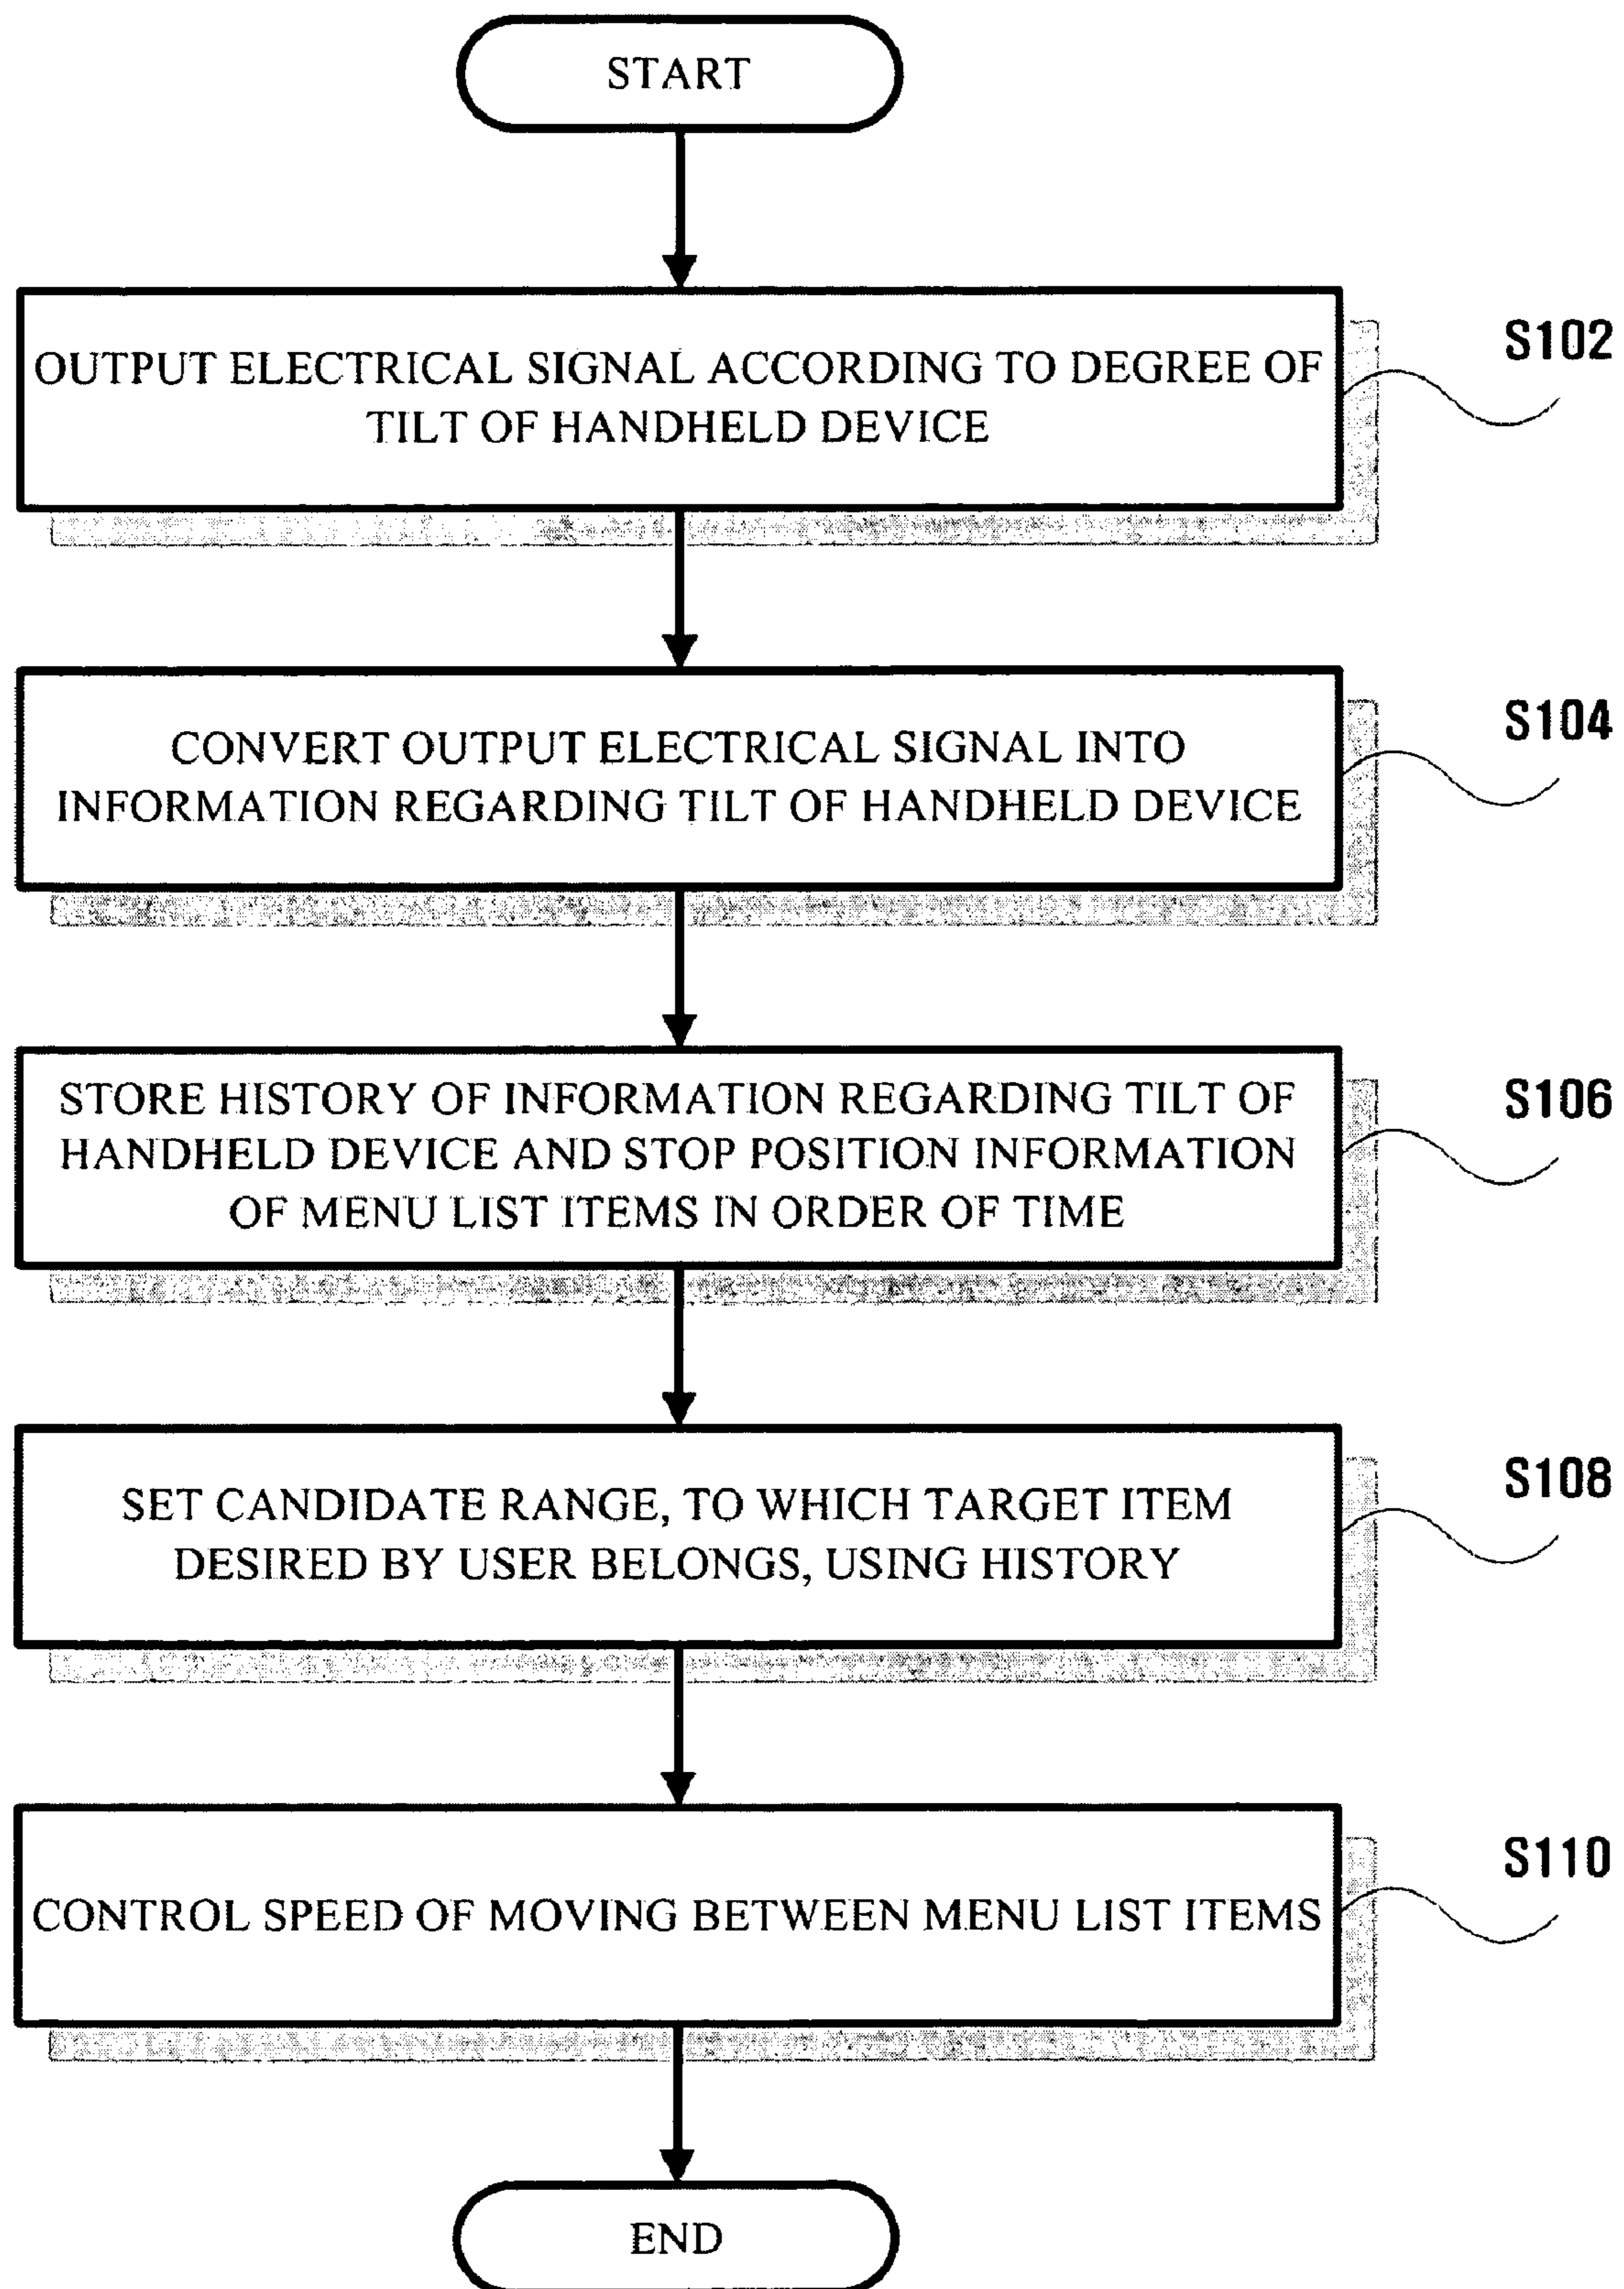 START
OUTPUT ELECTRICAL SIGNAL ACCORDING TO DEGREE OF
TILT OF HANDHELD DEVICE
S102
CONVERT OUTPUT ELECTRICAL SIGNAL INTO
INFORMATION REGARDING TILT OF HANDHELD DEVICE
S104
STORE HISTORY OF INFORMATION REGARDING TILT OF
HANDHELD DEVICE AND STOP POSITION INFORMATION
OF MENU LIST ITEMS IN ORDER OF TIME
S106
SET CANDIDATE RANGE, TO WHICH TARGET ITEM
DESIRED BY USER BELONGS, USING HISTORY
S108
CONTROL SPEED OF MOVING BETWEEN MENU LIST ITEMS
S110
END